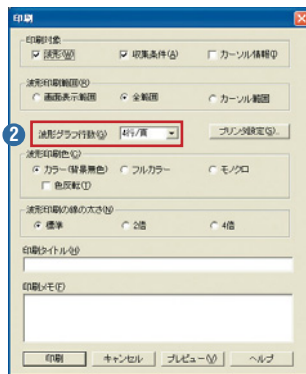 印刷
印刷対象
波形(W) 収集条件(A) カーソル情報(I)
波形印刷範囲(R)
画面表示範囲 全範囲 カーソル範囲
2 波形グラフ行数(G) 4行/頁 プリンタ設定(S)...
波形印刷色(C)
カラー(背景無色) フルカラー モノクロ
色反転(T)
波形印刷の線の太さ(N)
標準 2倍 4倍
印刷タイトル(H)
印刷メモ(E)
印刷 キャンセル プレビュー(V) ヘルプ